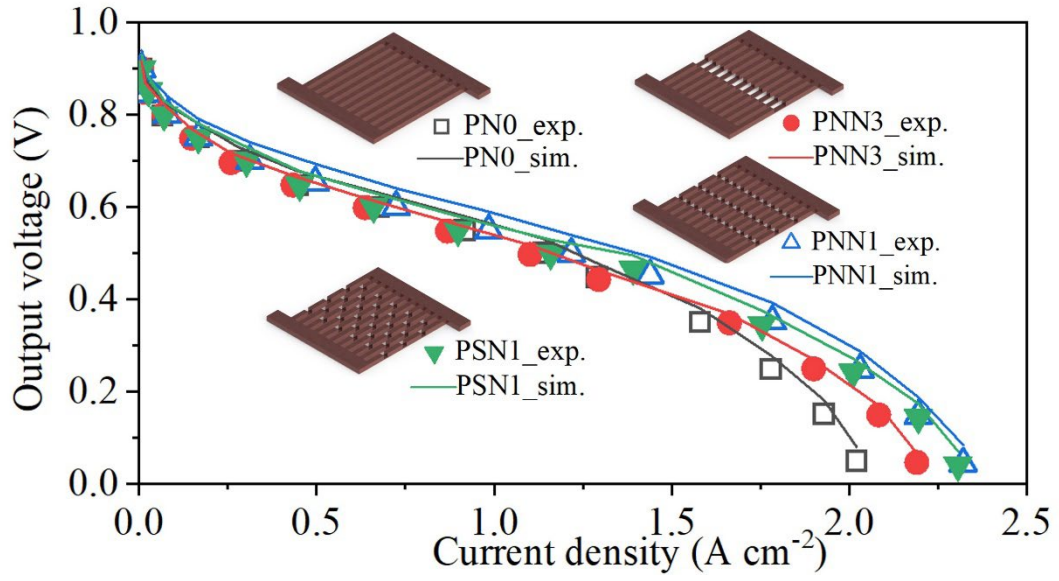 1.0
0.8
0.6
0.4
0.2
0.0
Output voltage (V)
PN0_exp.
PN0_sim.
PNN3_exp.
PNN3_sim.
PNN1_exp.
PNN1_sim.
PSN1_exp.
PSN1_sim.
0.0 0.5 1.0 1.5 2.0 2.5
Current density (A cm⁻²)